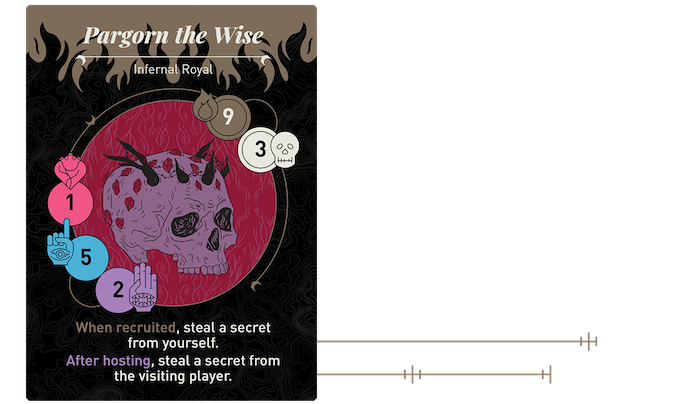 Pargorn the Wise
Infernal Royal
9
3
1
5
2
When recruited, steal a secret
from yourself.
After hosting, steal a secret from
the visiting player.